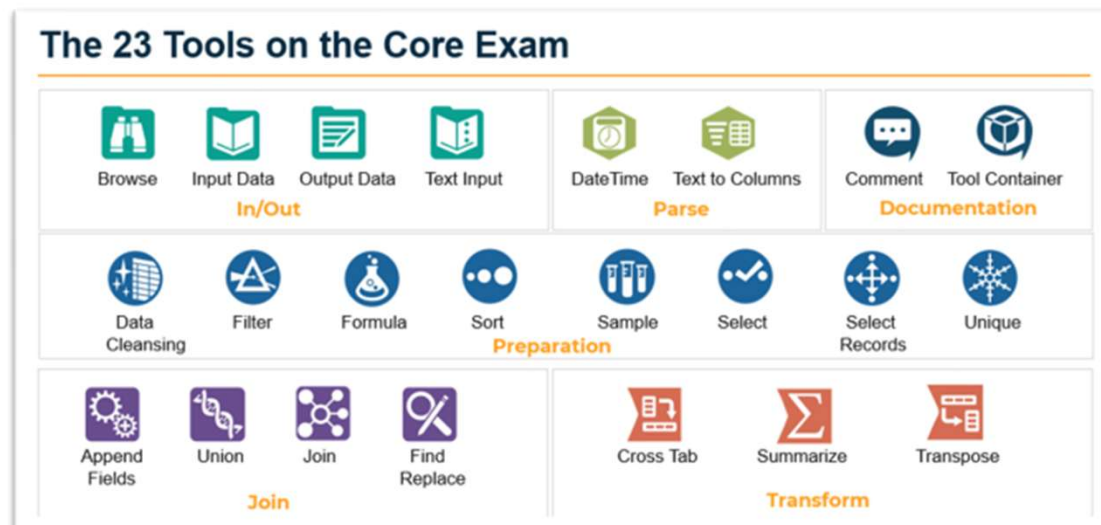 The 23 Tools on the Core Exam
Browse
Input Data
Output Data
Text Input
In/Out
DateTime
Text to Columns
Parse
Comment
Tool Container
Documentation
Data
Cleansing
Filter
Formula
Sort
Sample
Select
Select
Records
Unique
Preparation
Append
Fields
Union
Join
Find
Replace
Join
Cross Tab
Summarize
Transpose
Transform